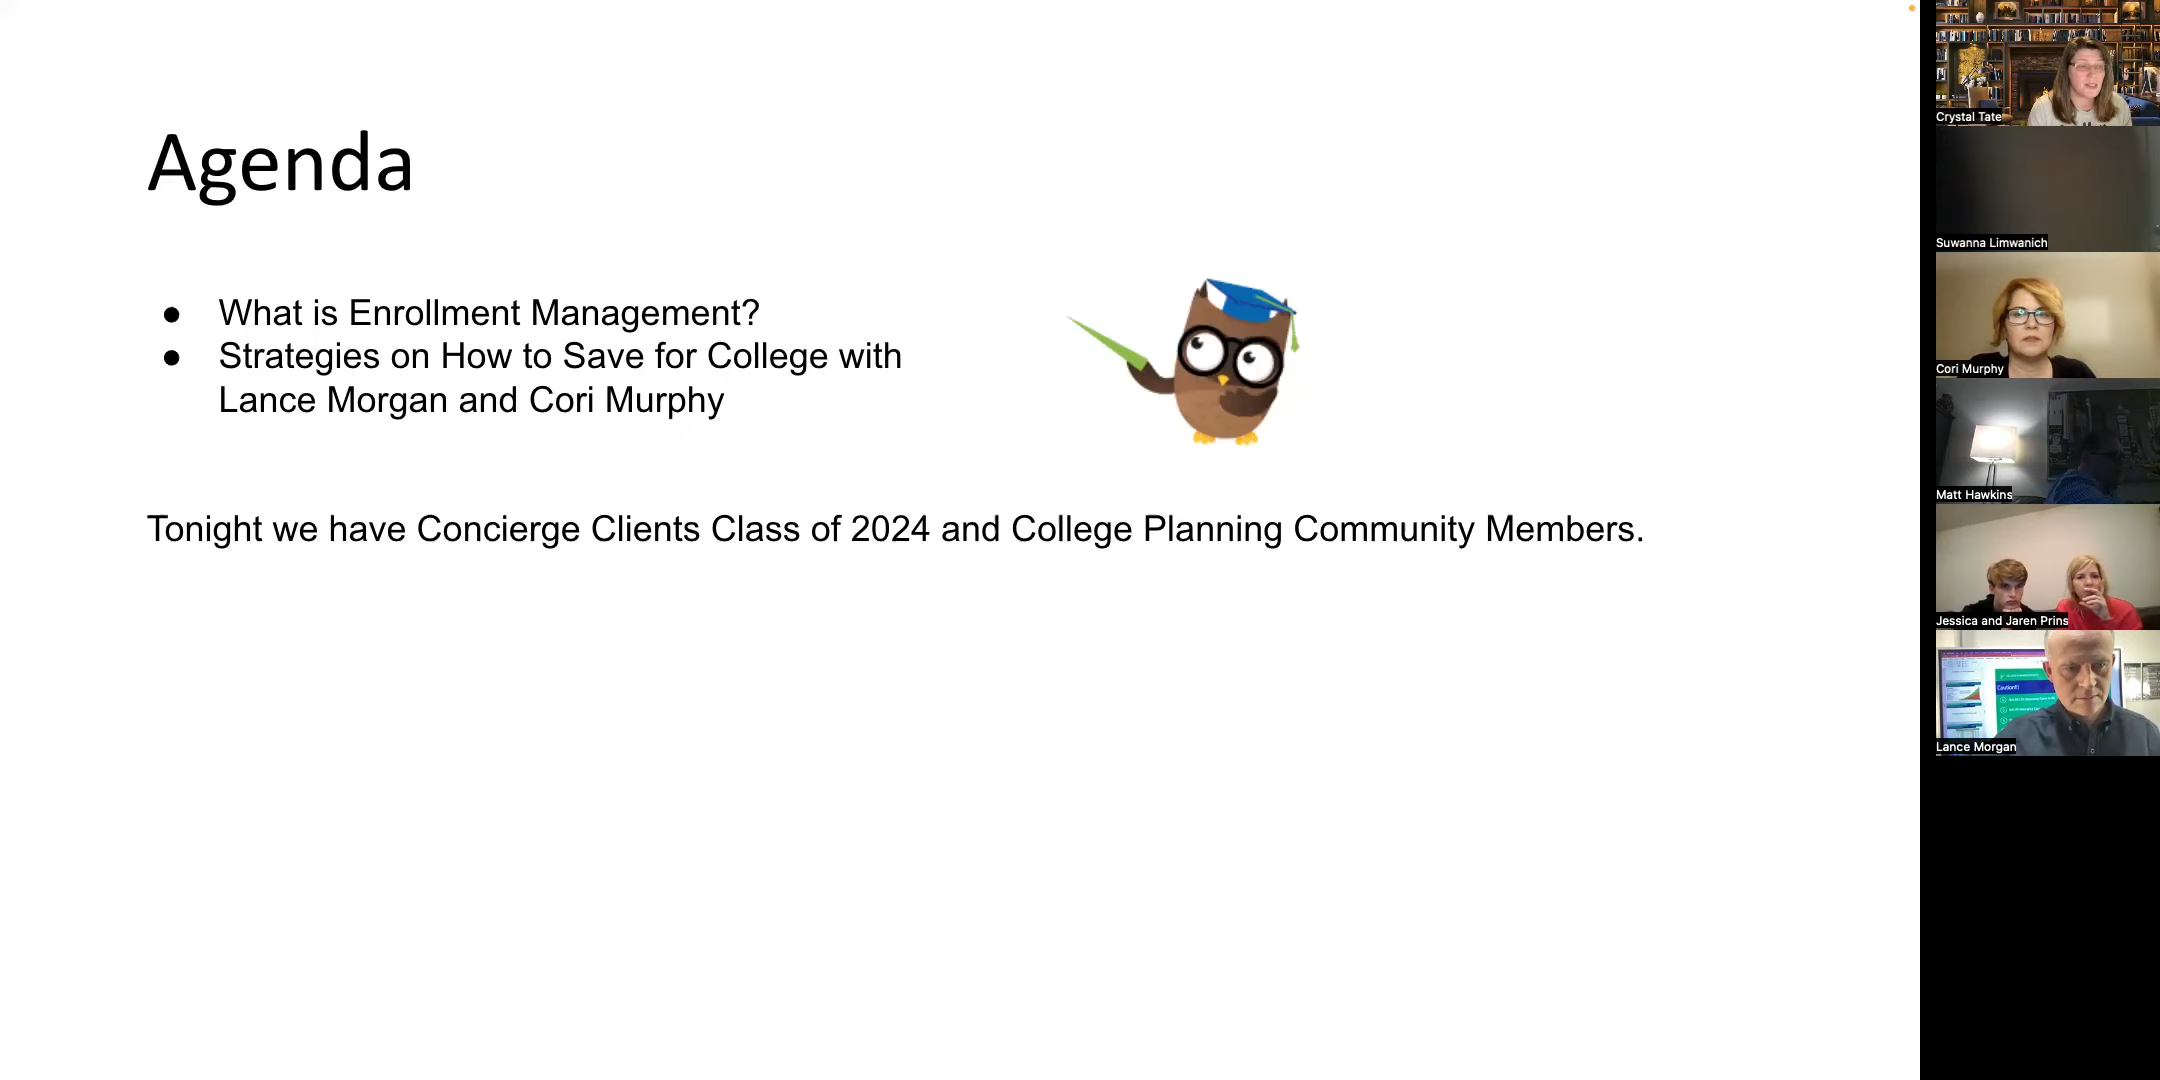 Agenda
● What is Enrollment Management?
● Strategies on How to Save for College with
Lance Morgan and Cori Murphy
Tonight we have Concierge Clients Class of 2024 and College Planning Community Members.
Crystal Tate
Suwanna Limwanich
Cori Murphy
Matt Hawkins
Jessica and Jaren Prins
Caution!!
Lance Morgan